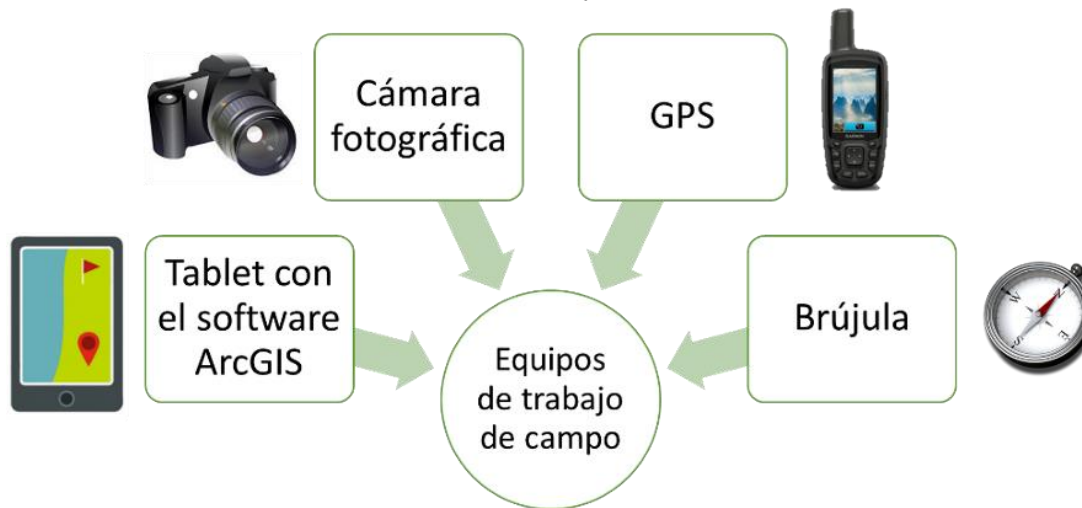 Cámara
fotográfica
GPS
Tablet con
el software
ArcGIS
Brújula
Equipos
de trabajo
de campo
N
W
E
S